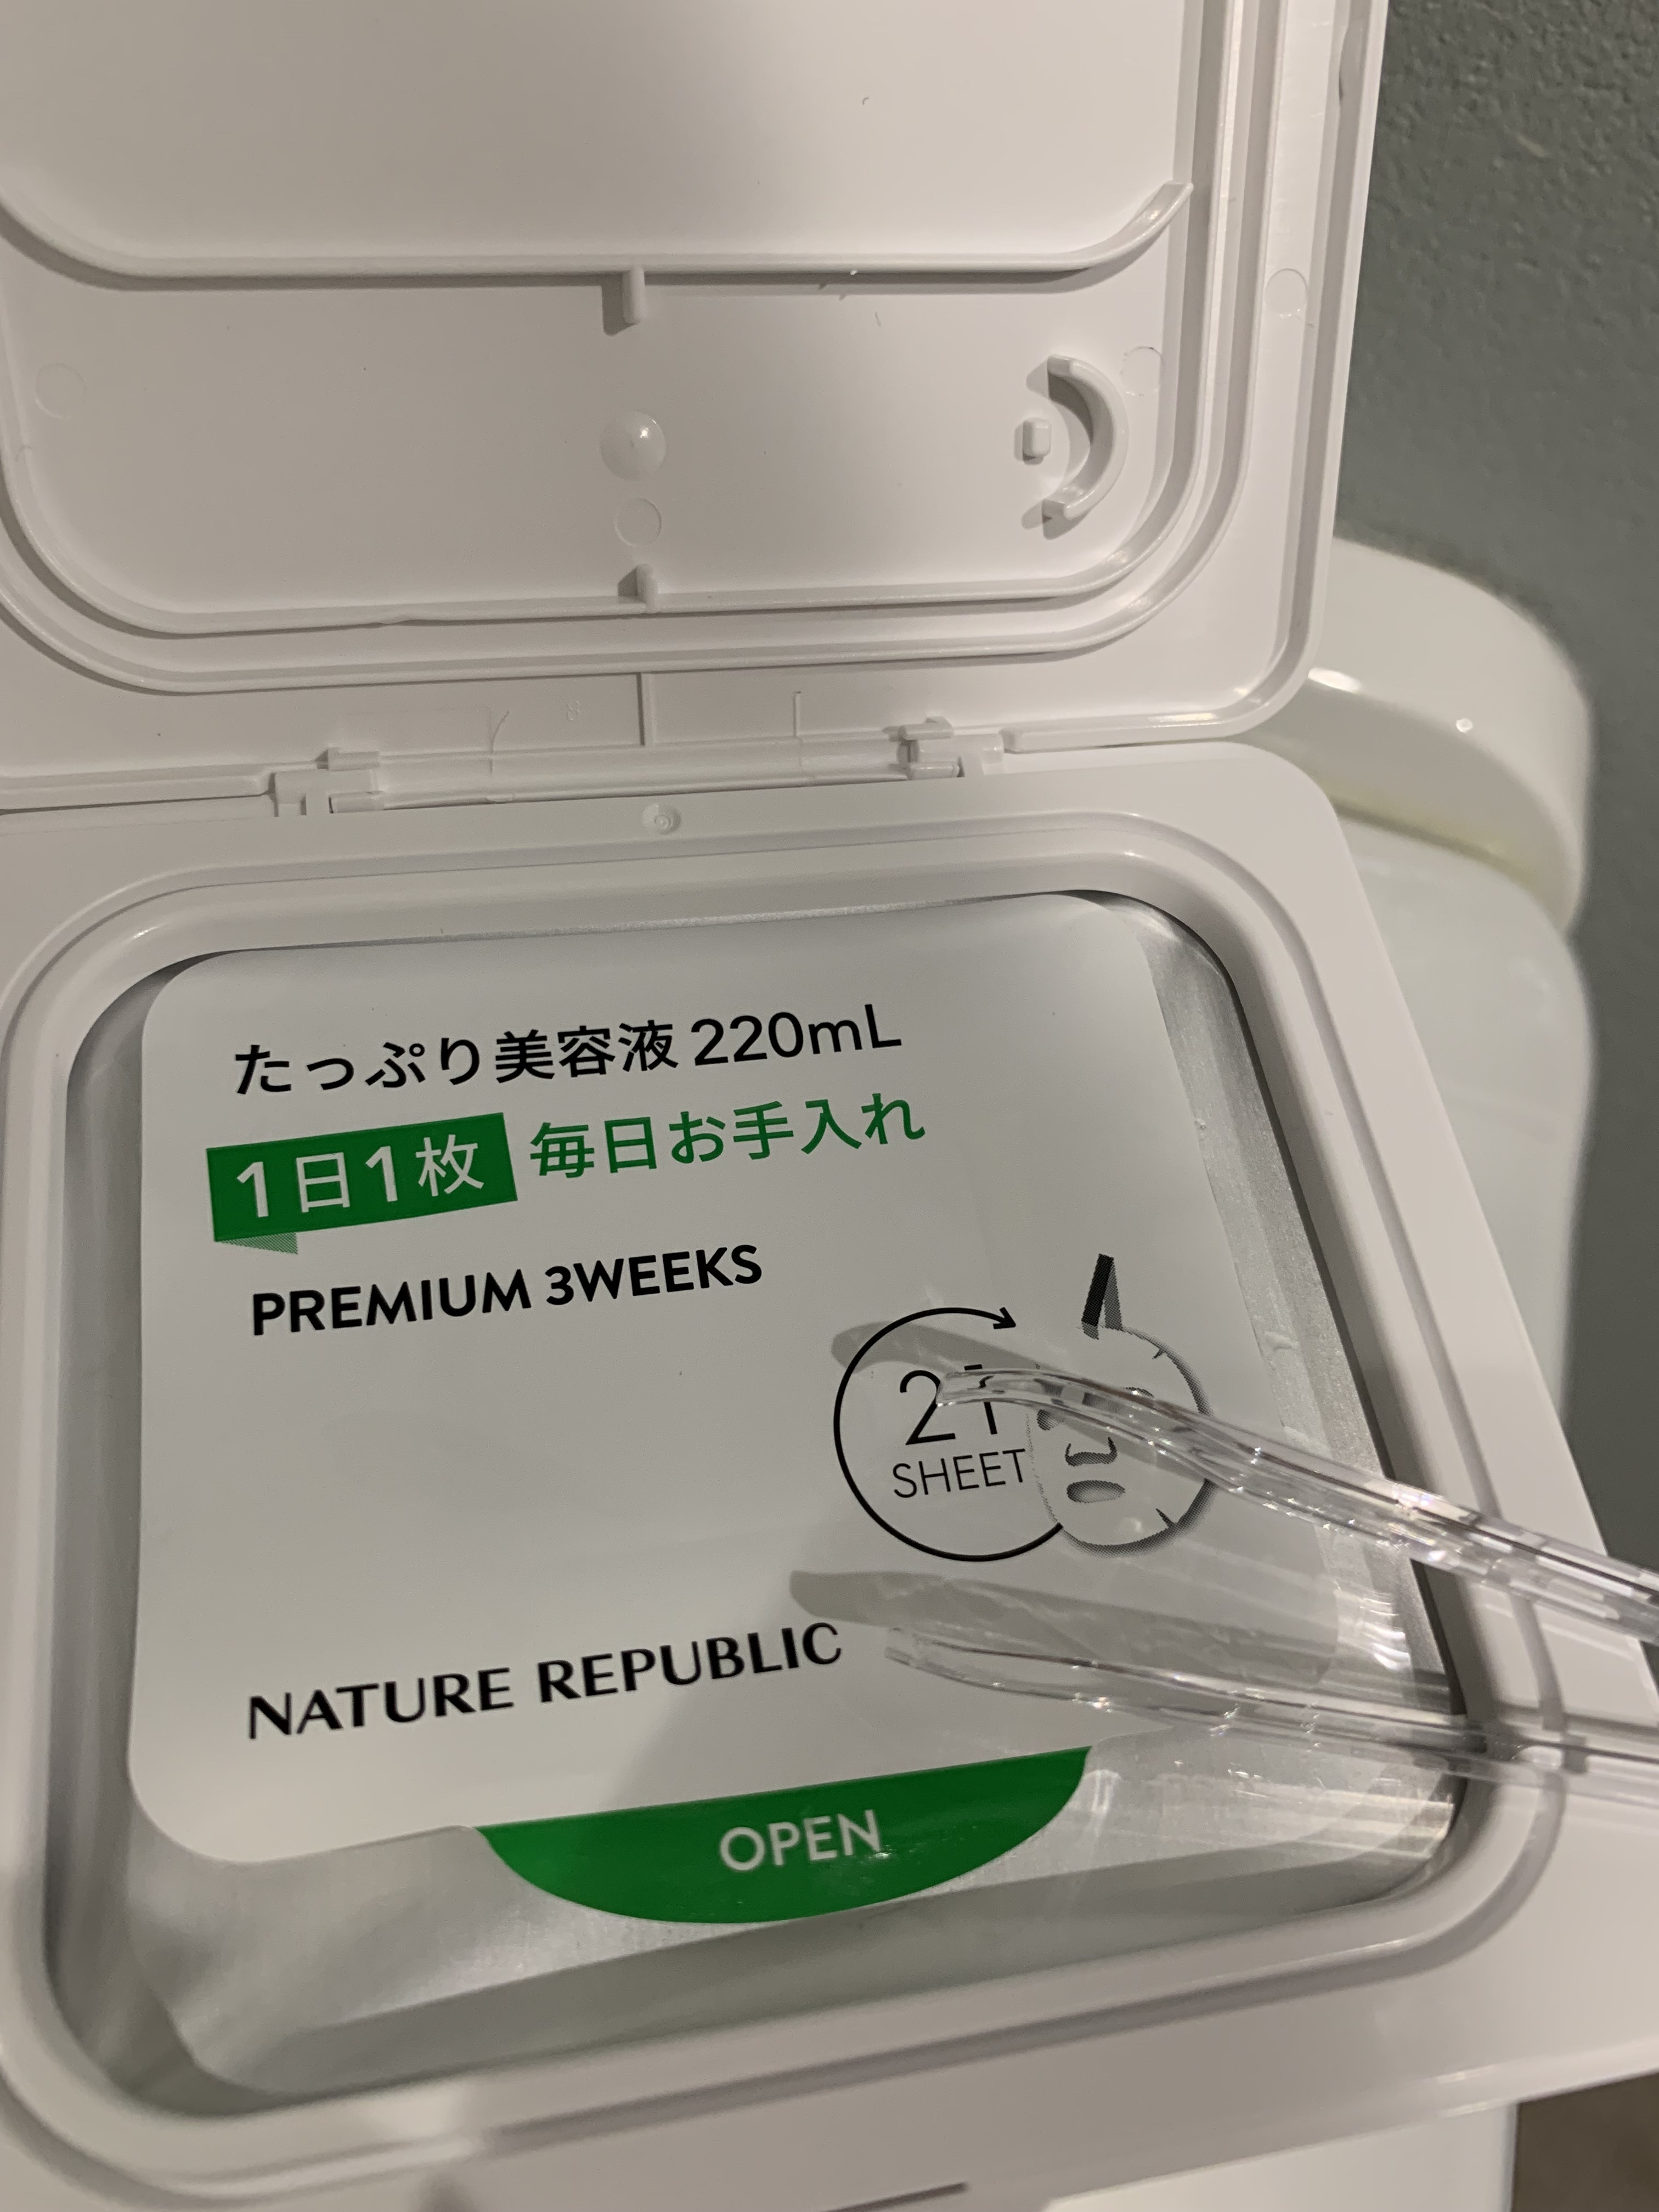 たっぷり美容液 220mL
1日1枚 毎日お手入れ
PREMIUM 3WEEKS
21
SHEET
NATURE REPUBLIC
OPEN